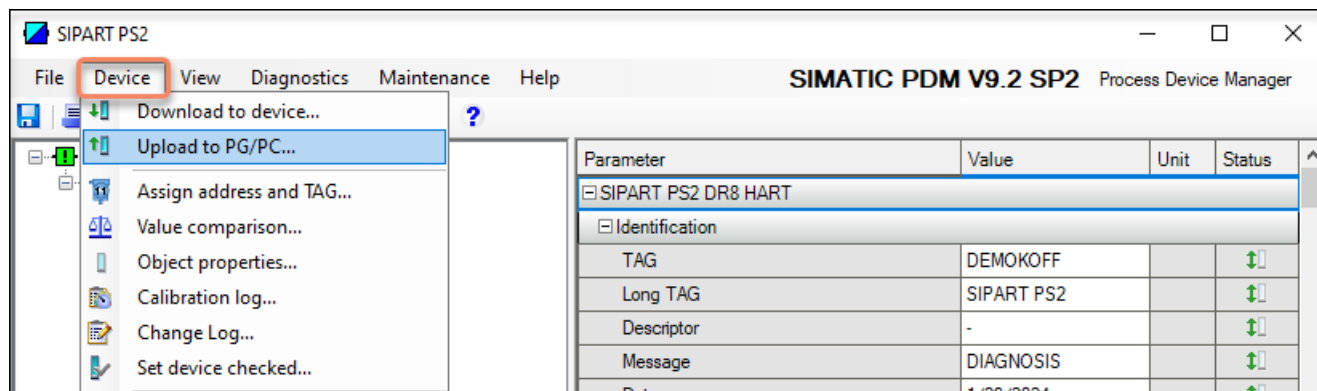 SIPART PS2
File Device View Diagnostics Maintenance Help SIMATIC PDM V9.2 SP2 Process Device Manager
Download to device...
Upload to PG/PC...
Parameter Value Unit Status
Assign address and TAG...
SIPART PS2 DR8 HART
Value comparison...
Identification
Object properties...
TAG DEMOKOFF
Calibration log...
Long TAG SIPART PS2
Change Log...
Descriptor -
Set device checked...
Message DIAGNOSIS